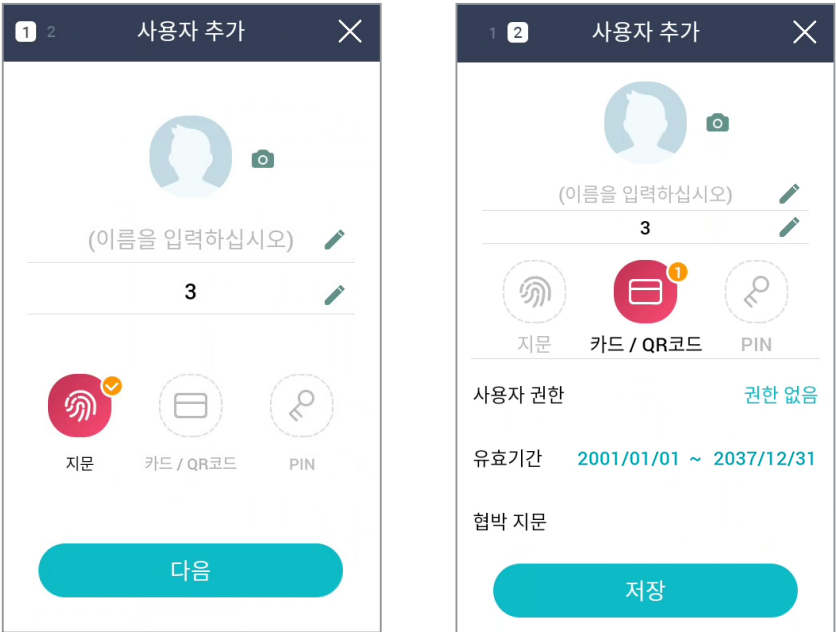 1 2 사용자 추가
(이름을 입력하십시오)
3
지문 카드 / QR코드 PIN
다음
1 2 사용자 추가
(이름을 입력하십시오)
3
1
지문 카드 / QR코드 PIN
사용자 권한 권한 없음
유효기간 2001/01/01 ~ 2037/12/31
협박 지문
저장